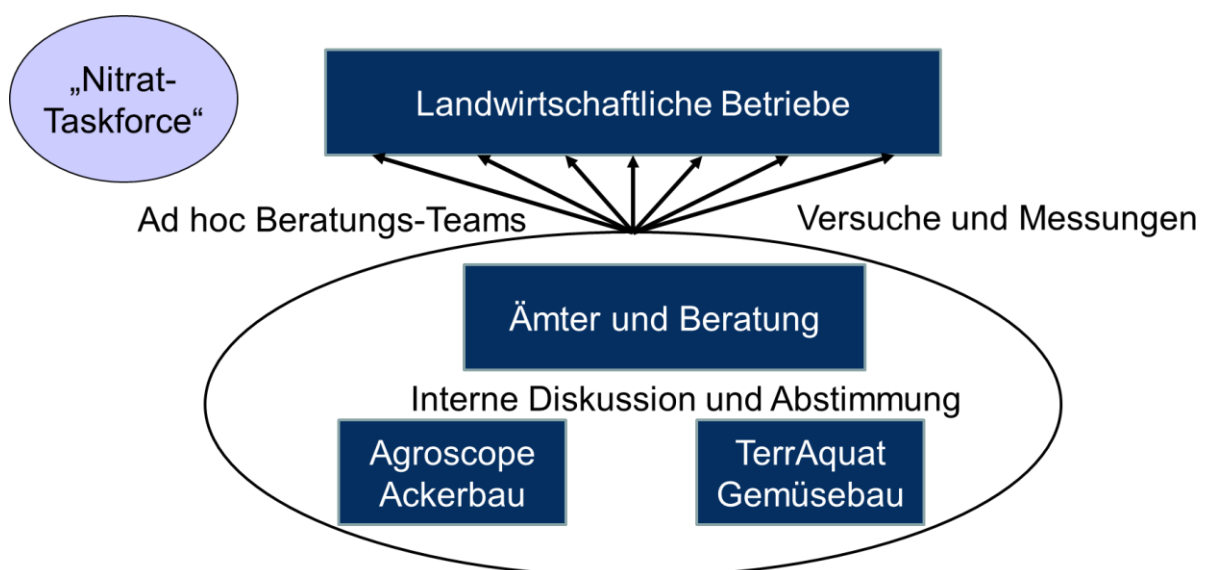 „Nitrat-
Taskforce“
Landwirtschaftliche Betriebe
Ad hoc Beratungs-Teams
Versuche und Messungen
Ämter und Beratung
Interne Diskussion und Abstimmung
Agroscope
Ackerbau
TerrAquat
Gemüsebau